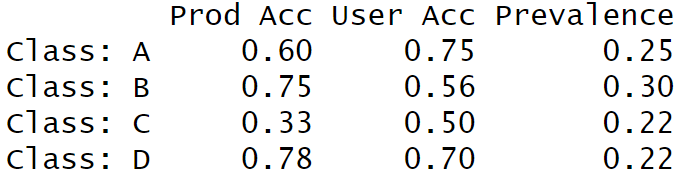 Prod Acc User Acc Prevalence
Class: A 0.60 0.75 0.25
Class: B 0.75 0.56 0.30
Class: C 0.33 0.50 0.22
Class: D 0.78 0.70 0.22